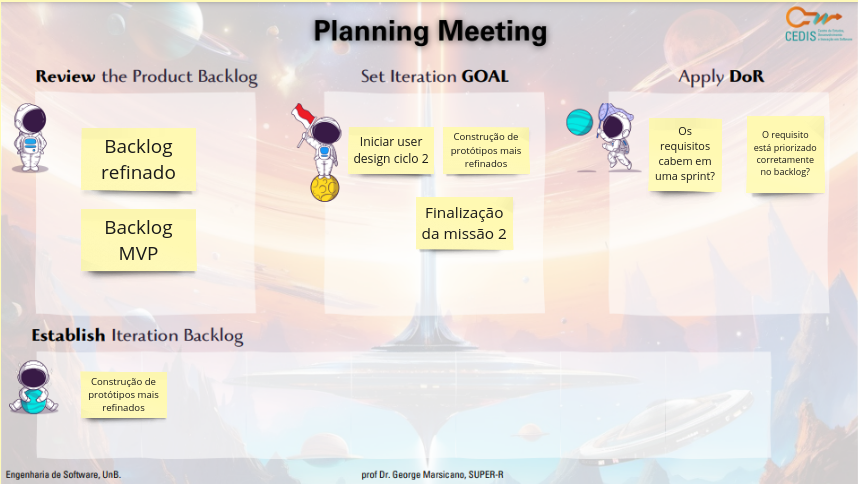 Planning Meeting
CEDIS
Review the Product Backlog
Backlog
refinado
Backlog
MVP
Set Iteration GOAL
Iniciar user
design ciclo 2
Construção de
protótipos mais
refinados
Finalização
da missão 2
Apply DoR
Os
requisitos
cabem em
uma sprint?
O requisito
está priorizado
corretamente
no backlog?
Establish Iteration Backlog
Construção de
protótipos mais
refinados
Engenharia de Software, UnB.
prof Dr. George Marsicano, SUPER-R